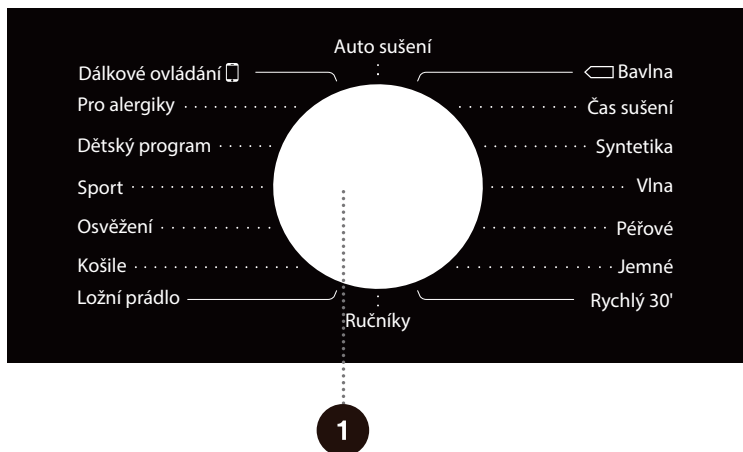 Auto sušení
Dálkové ovládání
Pro alergiky
Dětský program
Sport
Osvěžení
Košile
Ložní prádlo
Bavlna
Čas sušení
Syntetika
Vlna
Péřové
Jemné
Rychlý 30'
Ručníky
1